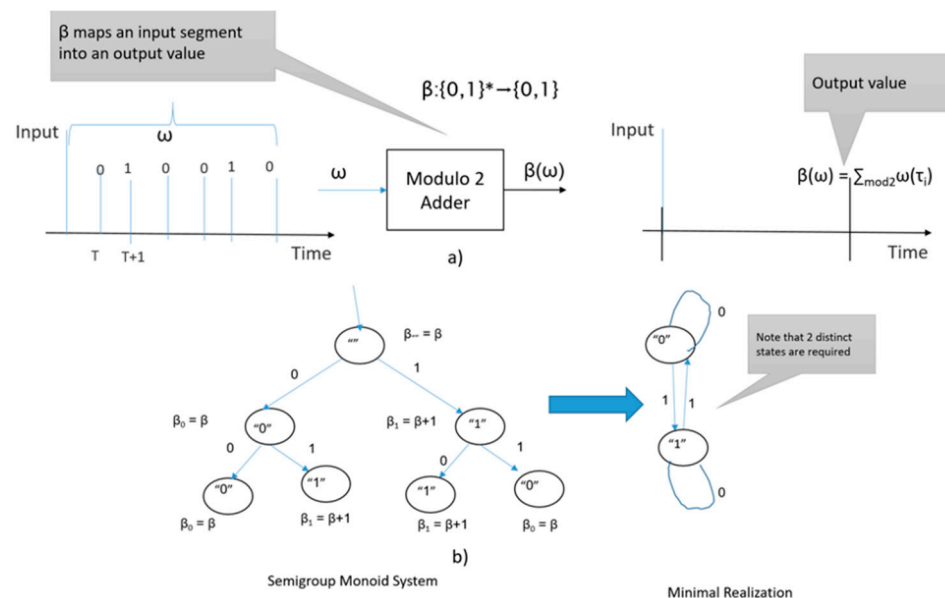 β maps an input segment
into an output value
β:{0,1}*→{0,1}
Output value
Input
ω
0 1 0 0 1 0
T T+1
Time
ω
Modulo 2
Adder
β(ω)
Input
β(ω) = ∑mod2ω(τi)
Time
a)
“”
β“” = β
0
1
β0 = β
“0”
β1 = β+1
“1”
0
1
0
1
“0”
“1”
“1”
“0”
β0 = β
β1 = β+1
β1 = β+1
β0 = β
“0”
0
1
1
“1”
0
Note that 2 distinct
states are required
b)
Semigroup Monoid System
Minimal Realization